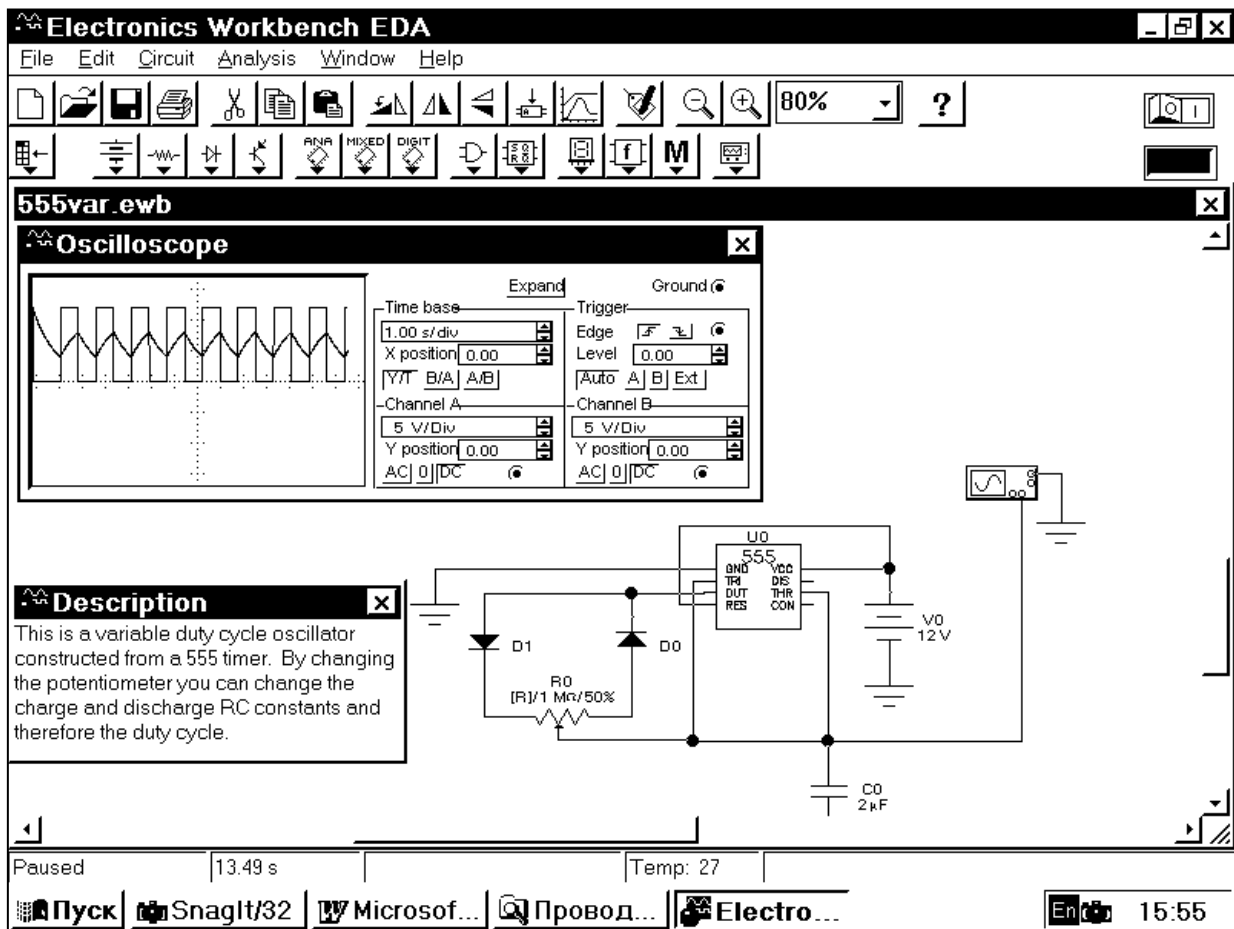 Electronics Workbench EDA
File Edit Circuit Analysis Window Help
80% ?
ANA MIXED DIGIT
f M
555var.ewb
Oscilloscope
Expand Ground
Time base Trigger
1.00 s/div Edge
X position 0.00 Level 0.00
Y/T B/A A/B Auto A B Ext
Channel A Channel B
5 V/Div 5 V/Div
Y position 0.00 Y position 0.00
AC 0 DC AC 0 DC
U0
555
GND VCC
TRI DIS
OUT THR
RES CON
V0
12 V
D1 D0
R0
[R]/1 MΩ/50%
C0
2 μF
Description
This is a variable duty cycle oscillator
constructed from a 555 timer. By changing
the potentiometer you can change the
charge and discharge RC constants and
therefore the duty cycle.
Paused 13.49 s Temp: 27
Пуск SnagIt/32 Microsof... Провод... Electro... En 15:55